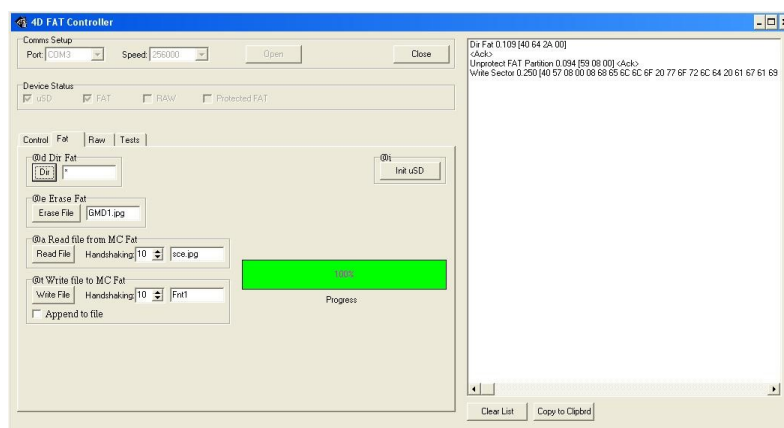 4D FAT Controller
Comms Setup
Port: COM3 Speed: 256000 Open Close
Device Status
uSD FAT RAW Protected FAT
Control Fat Raw Tests
@d Dir Fat
Dir *
@i
Init uSD
@e Erase Fat
Erase File GMD1.jpg
@a Read file from MC Fat
Read File Handshaking: 10 sce.jpg
@t Write file to MC Fat
Write File Handshaking: 10 Fnt1
Append to file
100%
Progress
Dir Fat 0.109 [40 64 2A 00]
<Ack>
Unprotect FAT Partition 0.094 [59 08 00] <Ack>
Write Sector 0.250 [40 57 08 00 08 68 65 6C 6C 6F 20 77 6F 72 6C 64 20 61 67 61 69
Clear List Copy to Clipbrd